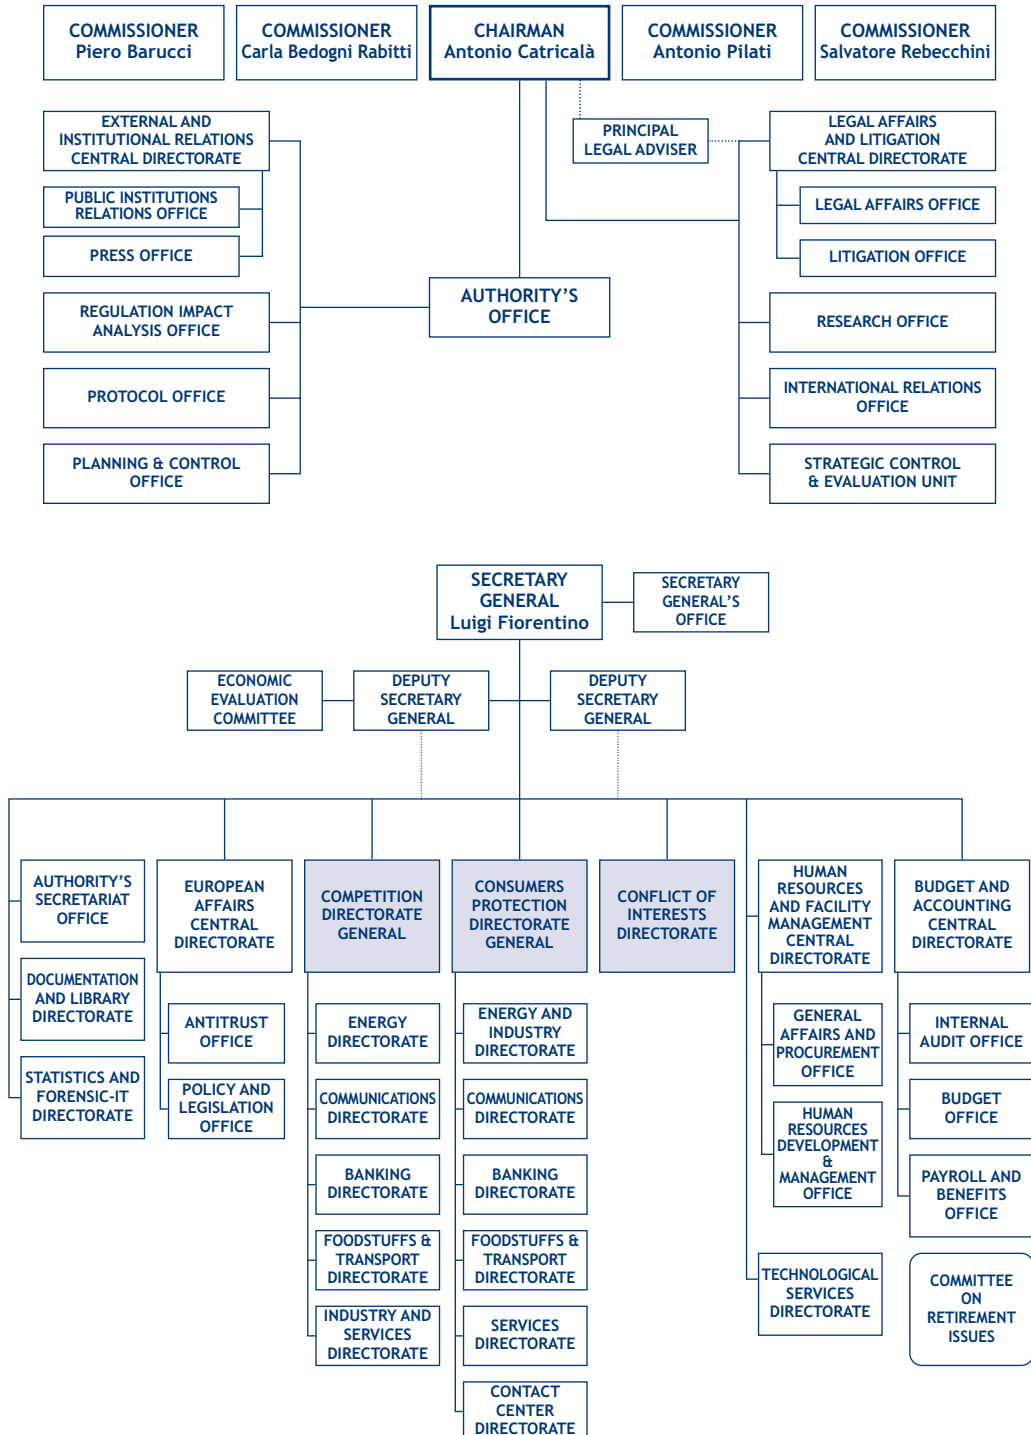 COMMISSIONER
Piero Barucci
COMMISSIONER
Carla Bedogni Rabitti
CHAIRMAN
Antonio Catricalà
COMMISSIONER
Antonio Pilati
COMMISSIONER
Salvatore Rebecchini
EXTERNAL AND
INSTITUTIONAL RELATIONS
CENTRAL DIRECTORATE
PUBLIC INSTITUTIONS
RELATIONS OFFICE
PRESS OFFICE
REGULATION IMPACT
ANALYSIS OFFICE
PROTOCOL OFFICE
PLANNING & CONTROL
OFFICE
AUTHORITY’S
OFFICE
PRINCIPAL
LEGAL ADVISER
LEGAL AFFAIRS
AND LITIGATION
CENTRAL DIRECTORATE
LEGAL AFFAIRS OFFICE
LITIGATION OFFICE
RESEARCH OFFICE
INTERNATIONAL RELATIONS
OFFICE
STRATEGIC CONTROL
& EVALUATION UNIT
SECRETARY
GENERAL
Luigi Fiorentino
SECRETARY
GENERAL’S
OFFICE
ECONOMIC
EVALUATION
COMMITTEE
DEPUTY
SECRETARY
GENERAL
DEPUTY
SECRETARY
GENERAL
AUTHORITY’S
SECRETARIAT
OFFICE
DOCUMENTATION
AND LIBRARY
DIRECTORATE
STATISTICS AND
FORENSIC-IT
DIRECTORATE
EUROPEAN
AFFAIRS
CENTRAL
DIRECTORATE
ANTITRUST
OFFICE
POLICY AND
LEGISLATION
OFFICE
COMPETITION
DIRECTORATE
GENERAL
ENERGY
DIRECTORATE
COMMUNICATIONS
DIRECTORATE
BANKING
DIRECTORATE
FOODSTUFFS &
TRANSPORT
DIRECTORATE
INDUSTRY AND
SERVICES
DIRECTORATE
CONSUMERS
PROTECTION
DIRECTORATE
GENERAL
ENERGY AND
INDUSTRY
DIRECTORATE
COMMUNICATIONS
DIRECTORATE
BANKING
DIRECTORATE
FOODSTUFFS &
TRANSPORT
DIRECTORATE
SERVICES
DIRECTORATE
CONTACT
CENTER
DIRECTORATE
CONFLICT OF
INTERESTS
DIRECTORATE
HUMAN
RESOURCES
AND FACILITY
MANAGEMENT
CENTRAL
DIRECTORATE
GENERAL
AFFAIRS AND
PROCUREMENT
OFFICE
HUMAN
RESOURCES
DEVELOPMENT
&
MANAGEMENT
OFFICE
TECHNOLOGICAL
SERVICES
DIRECTORATE
BUDGET AND
ACCOUNTING
CENTRAL
DIRECTORATE
INTERNAL
AUDIT OFFICE
BUDGET
OFFICE
PAYROLL AND
BENEFITS
OFFICE
COMMITTEE
ON
RETIREMENT
ISSUES